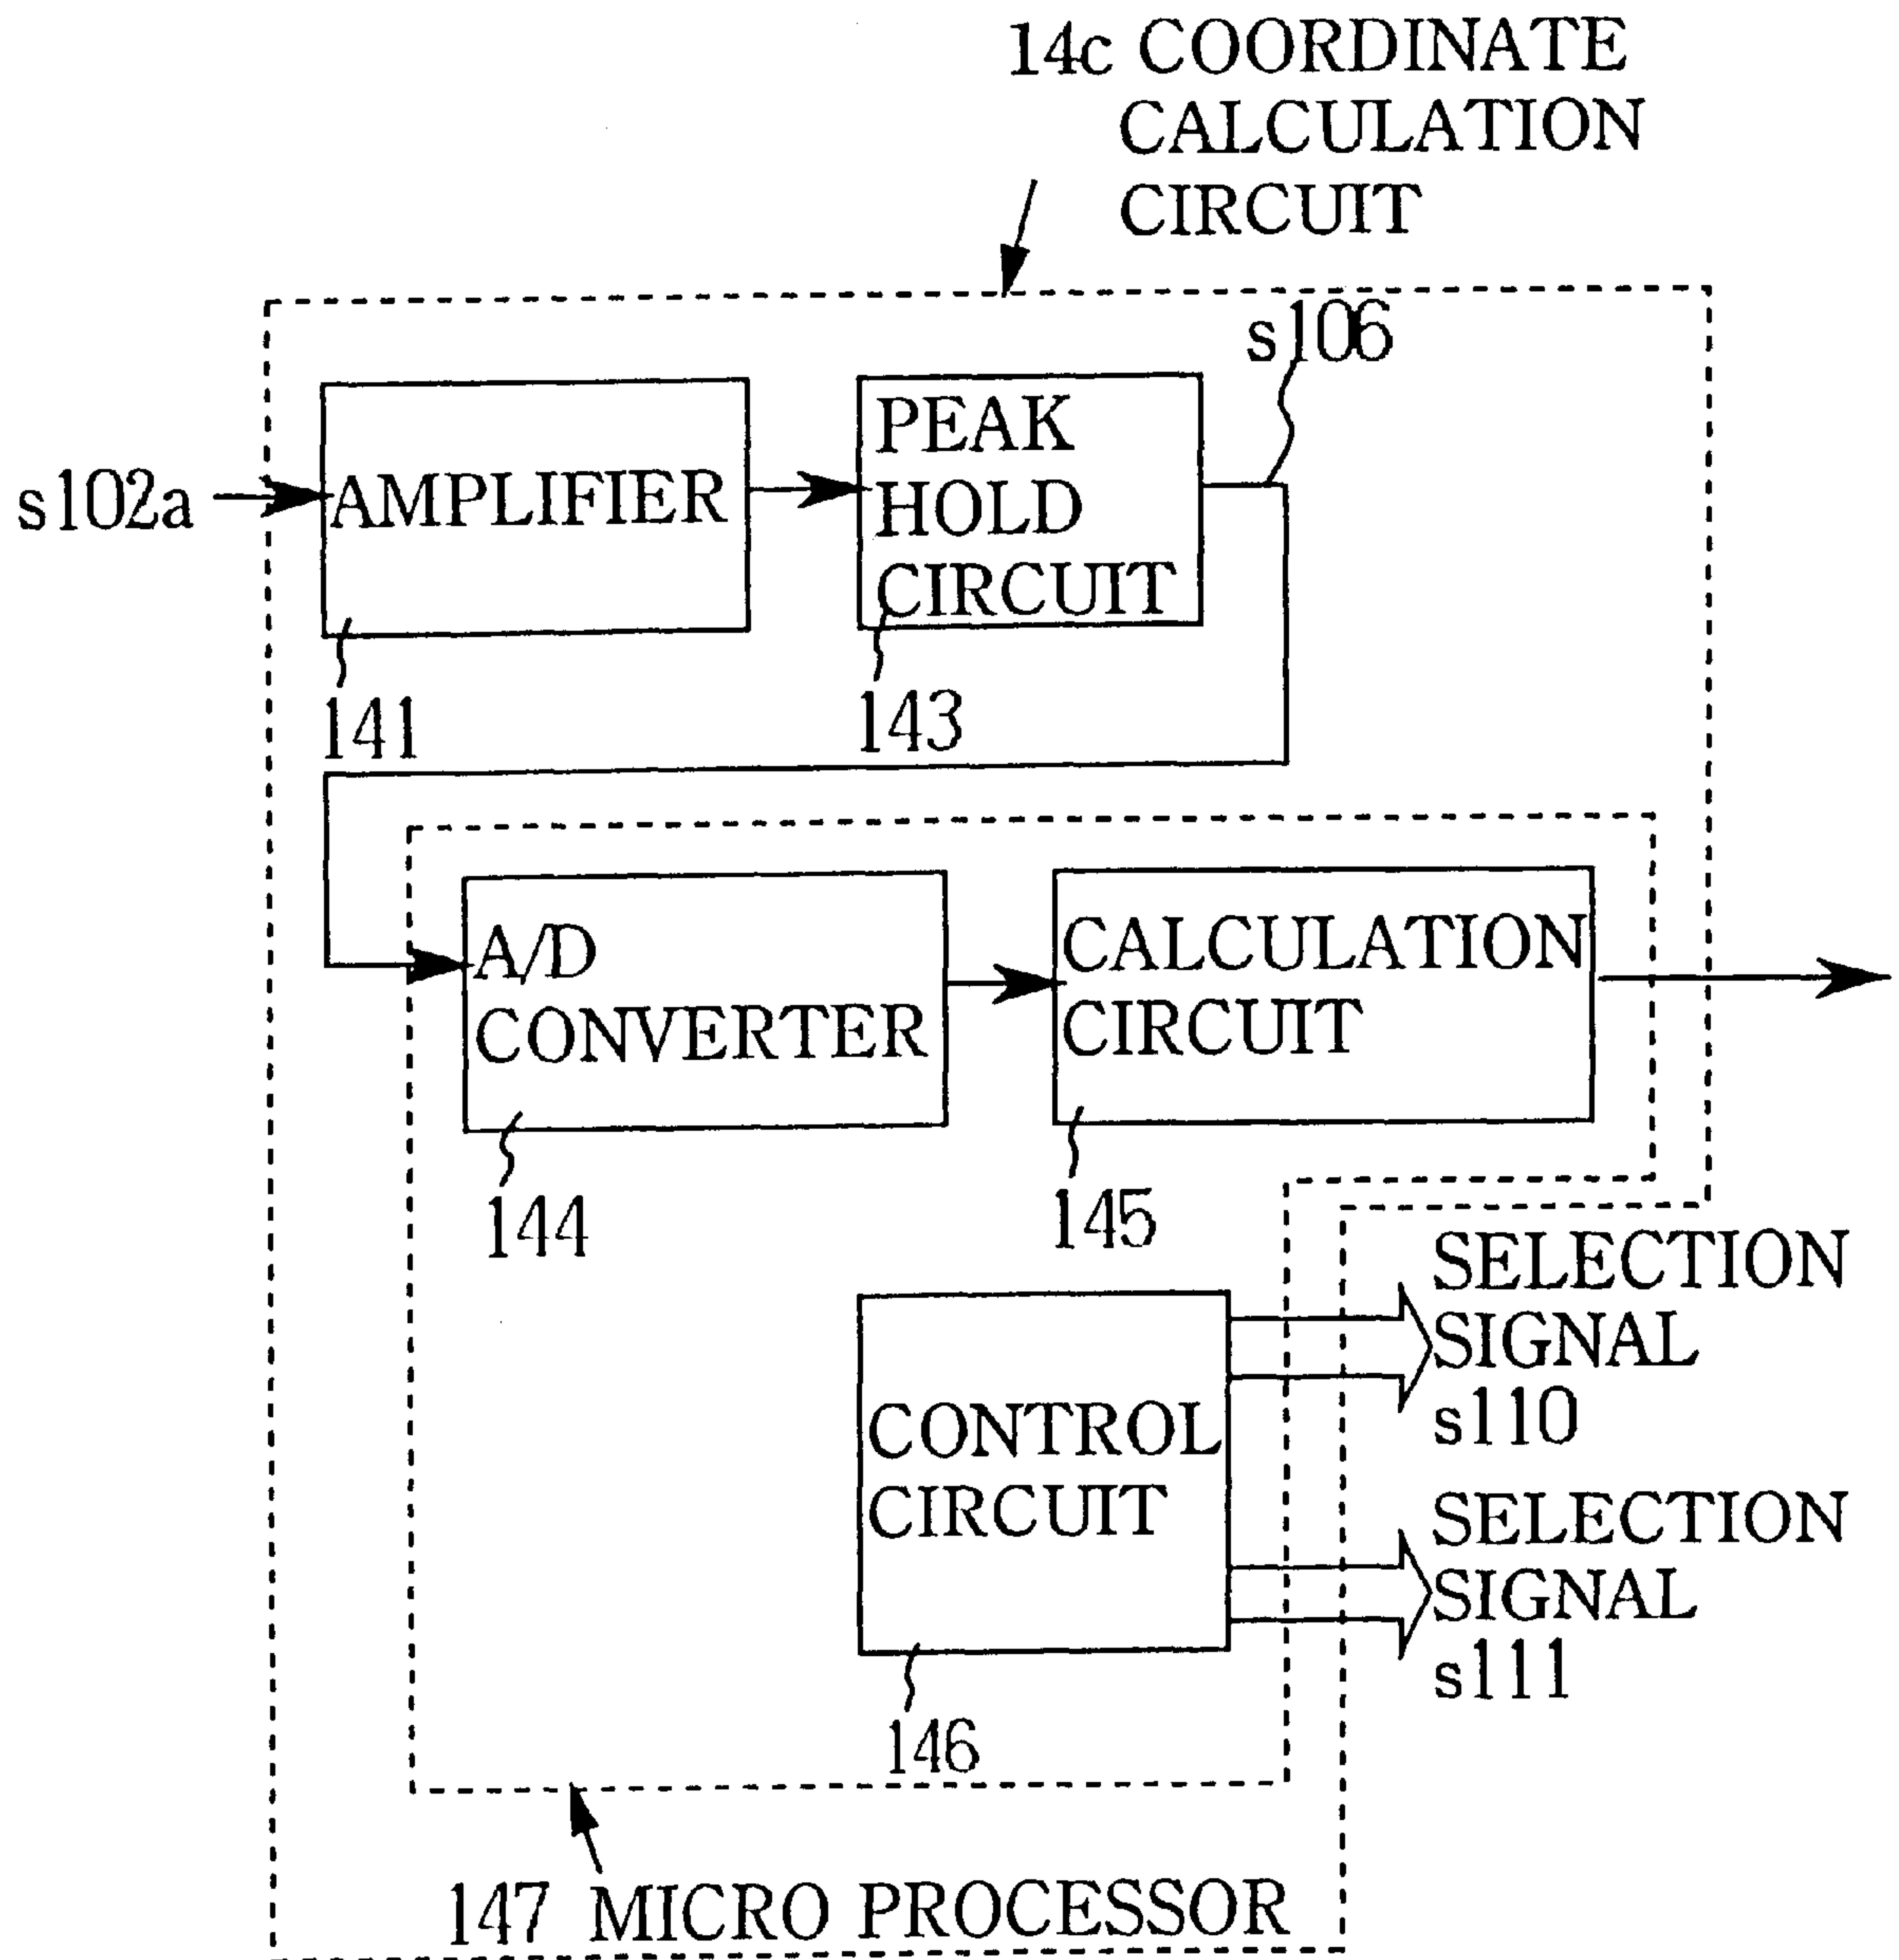 14c COORDINATE
CALCULATION
CIRCUIT
s106
s102a
AMPLIFIER
PEAK
HOLD
CIRCUIT
141
143
A/D
CONVERTER
CALCULATION
CIRCUIT
144
145
SELECTION
SIGNAL
s110
CONTROL
CIRCUIT
SELECTION
SIGNAL
s111
146
147 MICRO PROCESSOR